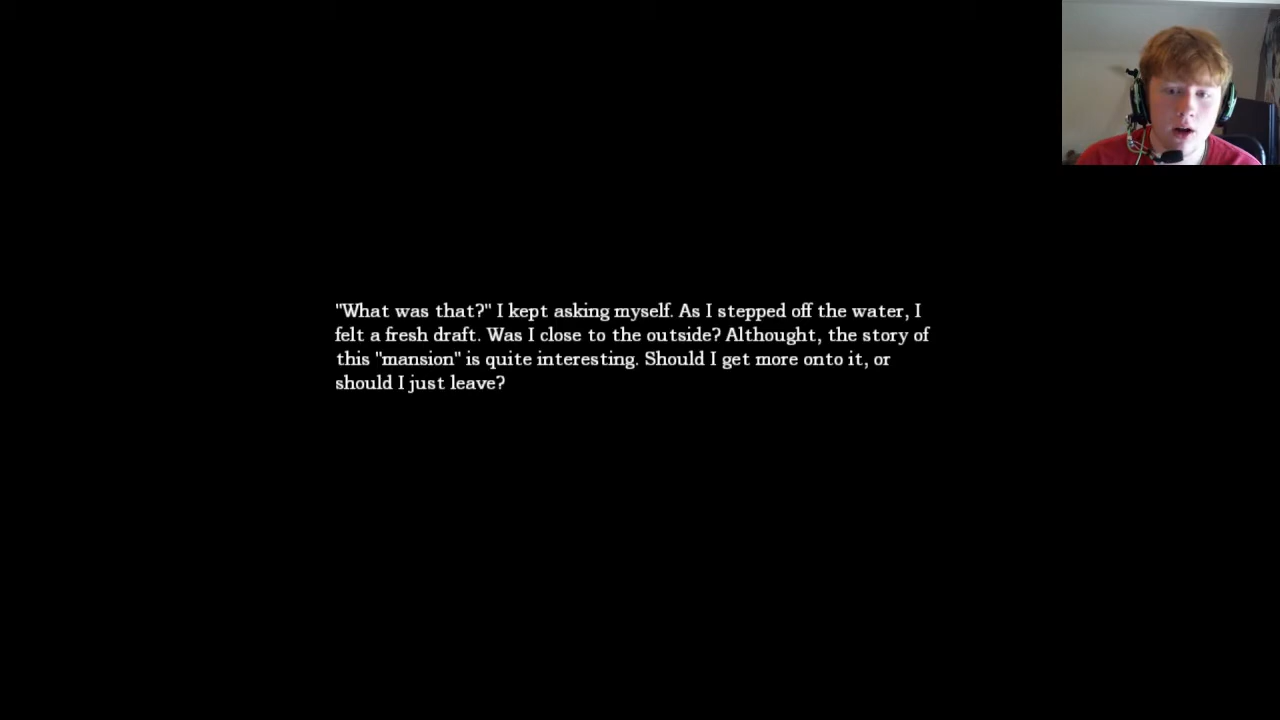 "What was that?" I kept asking myself. As I stepped off the water, I
felt a fresh draft. Was I close to the outside? Althought, the story of
this "mansion" is quite interesting. Should I get more onto it, or
should I just leave?